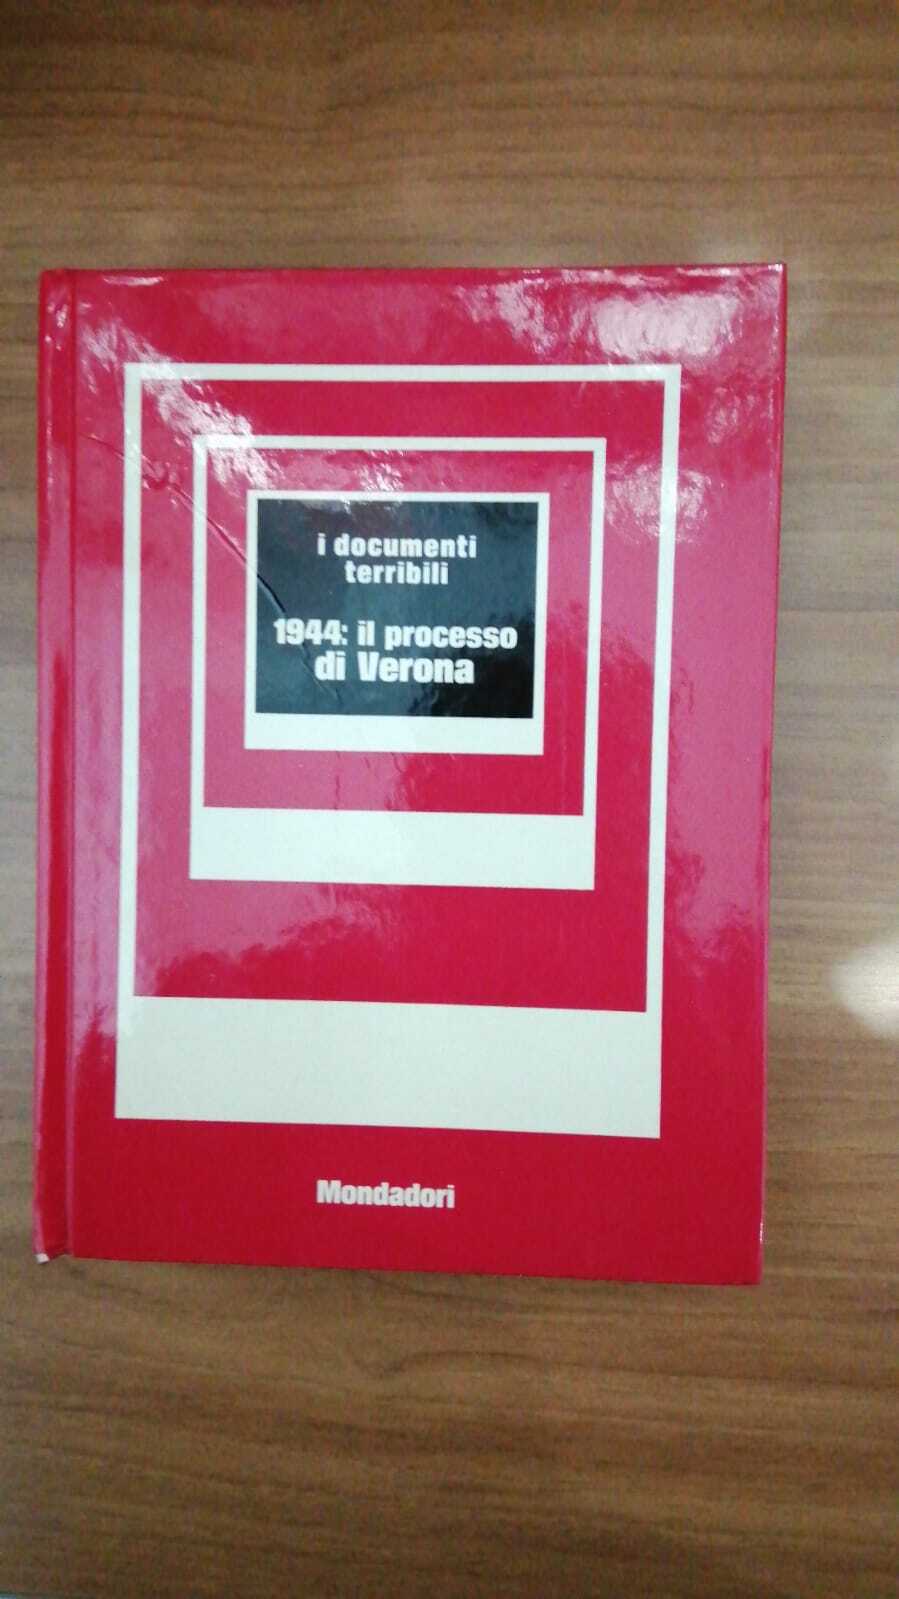 i documenti
terribili
1944: il processo
di Verona
Mondadori